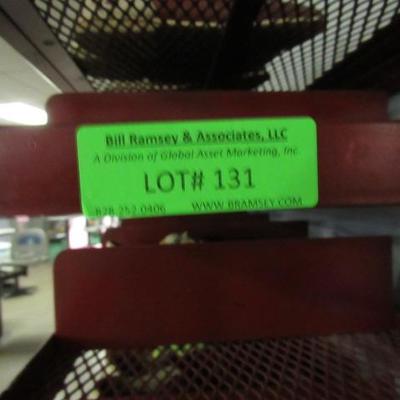 Bill Ramsey & Associates, LLC
A Division of Global Asset Marketing, Inc.
LOT# 131
828.252.0406 WWW.BRAMSEY.COM